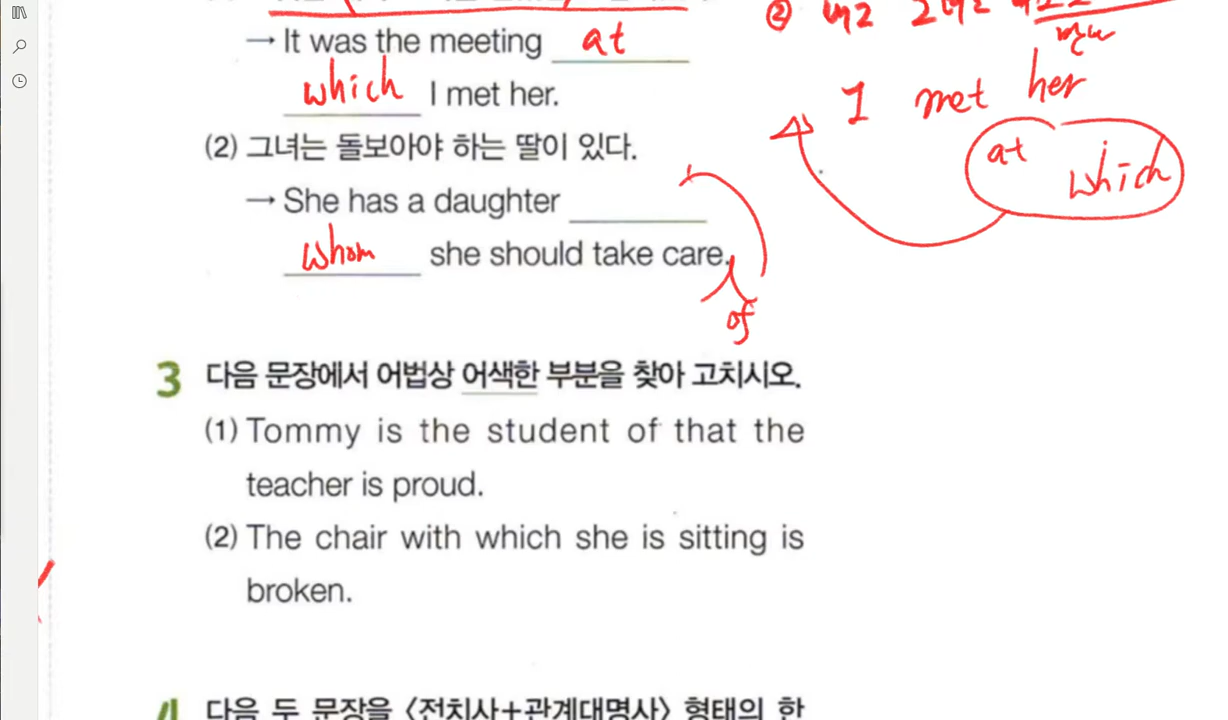 ② 너고
→ It was the meeting at
which I met her.
I met her
at which
(2) 그녀는 돌보아야 하는 딸이 있다.
→ She has a daughter
whom she should take care.
of
3 다음 문장에서 어법상 어색한 부분을 찾아 고치시오.
(1) Tommy is the student of that the
teacher is proud.
(2) The chair with which she is sitting is
broken.
4 다음 두 문장을 〈전치사+관계대명사〉 형태의 한